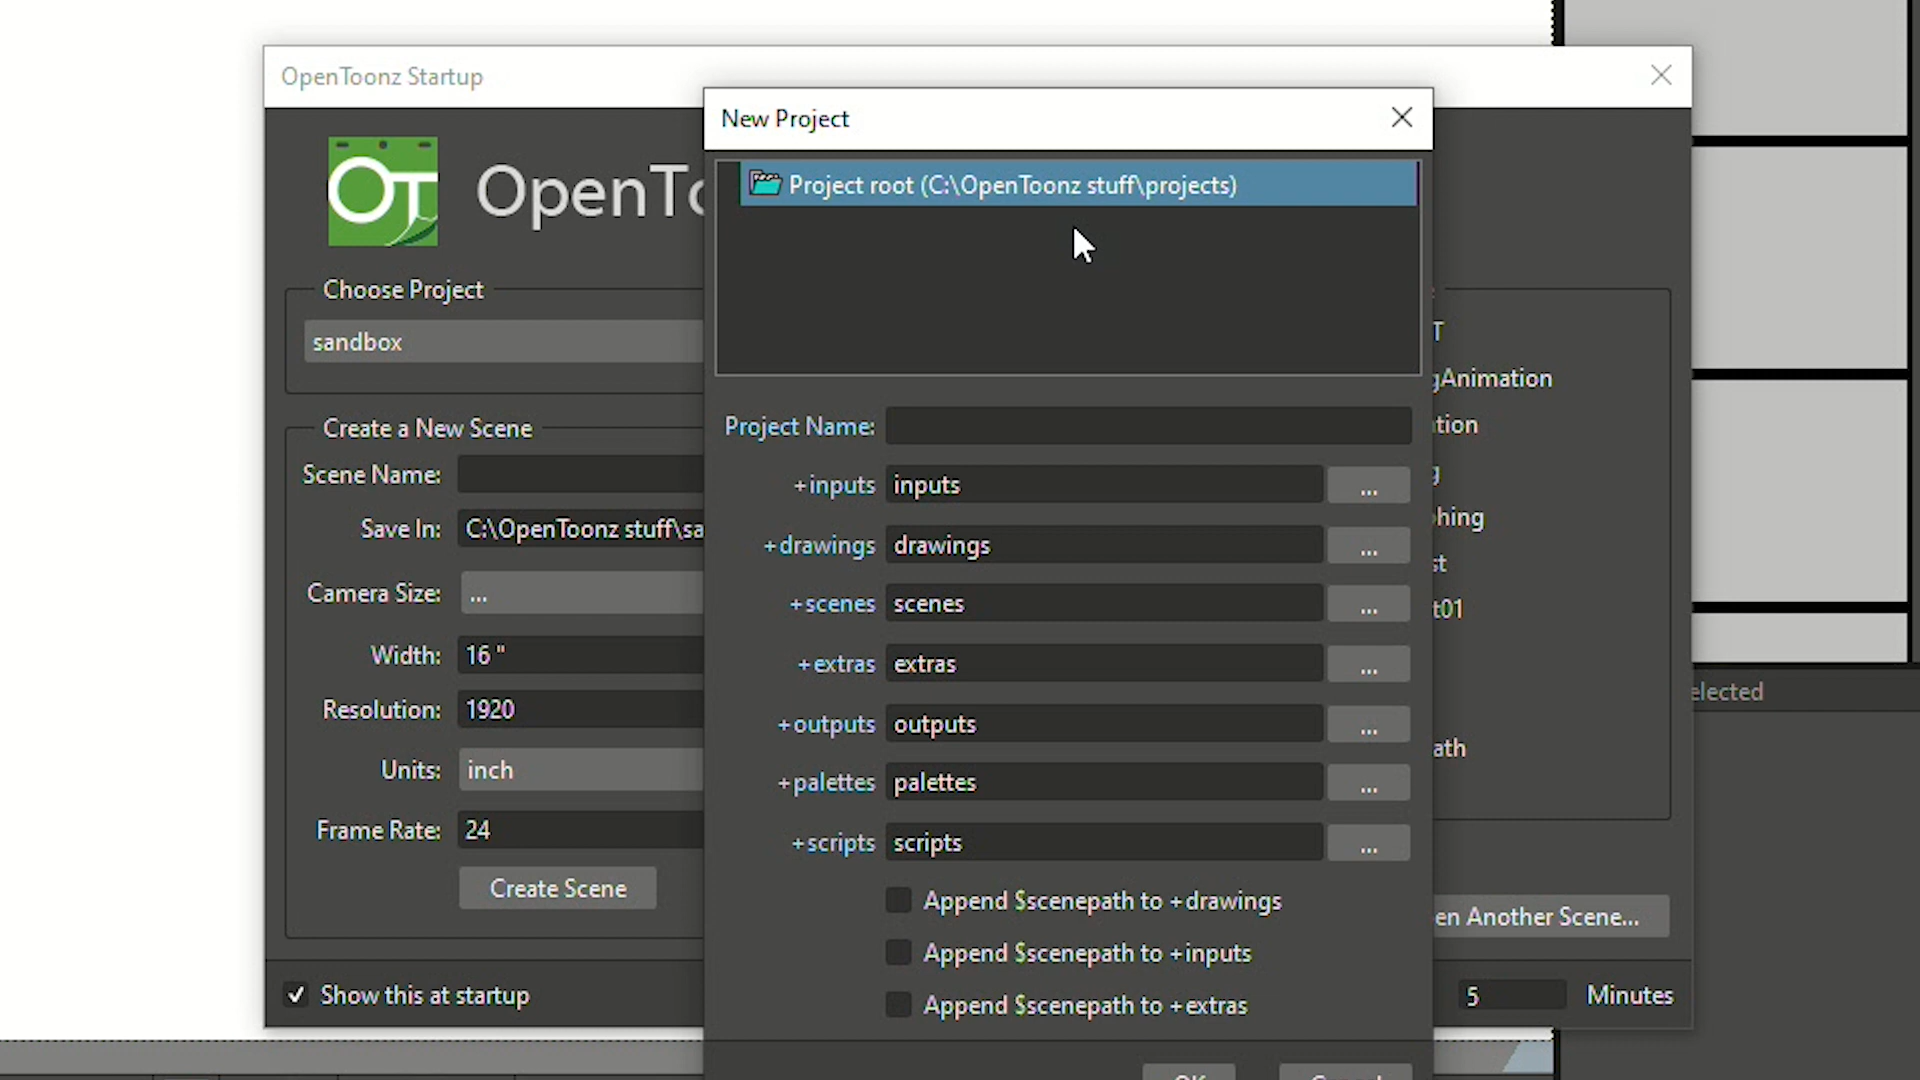 OpenToonz Startup
New Project
OT
Project root (C:\OpenToonz stuff\projects)
Choose Project
sandbox
Create a New Scene
Scene Name:
Save In:
C:\OpenToonz stuff\sa
Camera Size:
...
Width:
16 "
Resolution:
1920
Units:
inch
Frame Rate:
24
Create Scene
Show this at startup
Project Name:
+inputs
inputs
...
+drawings
drawings
...
+scenes
scenes
...
+extras
extras
...
+outputs
outputs
...
+palettes
palettes
...
+scripts
scripts
...
Append $scenepath to +drawings
Append $scenepath to +inputs
Append $scenepath to +extras
gAnimation
tion
hing
st
t01
ath
en Another Scene...
5
Minutes
elected